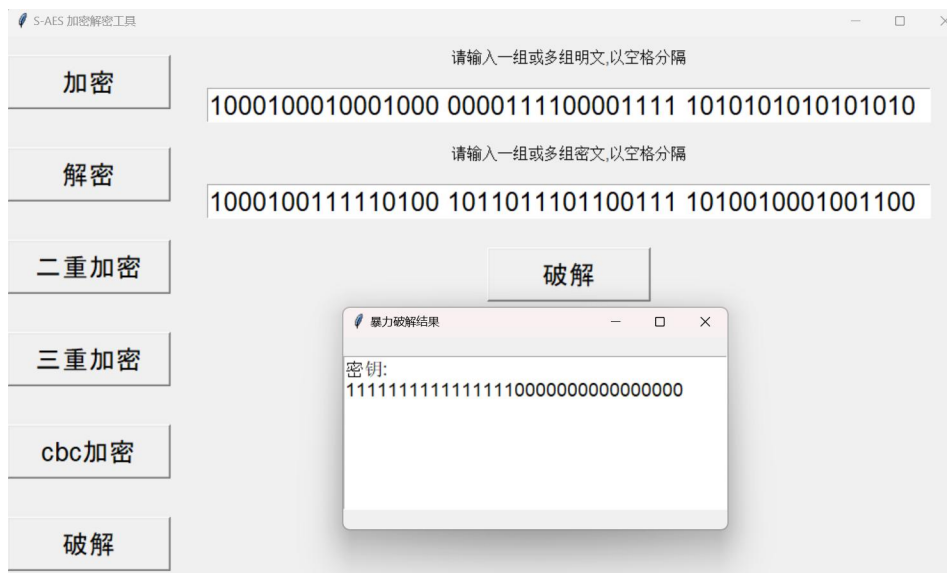 S-AES 加密解密工具
加密
解密
二重加密
三重加密
cbc加密
破解
请输入一组或多组明文,以空格分隔
1000100010001000 0000111100001111 1010101010101010
请输入一组或多组密文,以空格分隔
1000100111110100 1011011101100111 1010010001001100
破解
暴力破解结果
密钥:
11111111111111110000000000000000